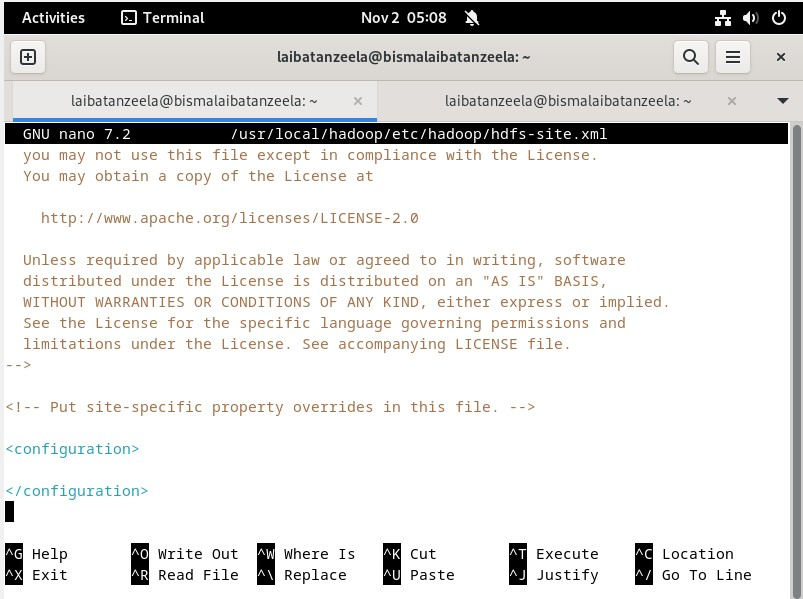 Activities Terminal Nov 2 05:08
laibatanzeela@bismalaibatanzeela: ~
laibatanzeela@bismalaibatanzeela: ~ × laibatanzeela@bismalaibatanzeela: ~ ×
GNU nano 7.2 /usr/local/hadoop/etc/hadoop/hdfs-site.xml
you may not use this file except in compliance with the License.
You may obtain a copy of the License at
http://www.apache.org/licenses/LICENSE-2.0
Unless required by applicable law or agreed to in writing, software
distributed under the License is distributed on an "AS IS" BASIS,
WITHOUT WARRANTIES OR CONDITIONS OF ANY KIND, either express or implied.
See the License for the specific language governing permissions and
limitations under the License. See accompanying LICENSE file.
-->
<!-- Put site-specific property overrides in this file. -->
<configuration>
</configuration>
^G Help ^O Write Out ^W Where Is ^K Cut ^T Execute ^C Location
^X Exit ^R Read File ^\ Replace ^U Paste ^J Justify ^/ Go To Line